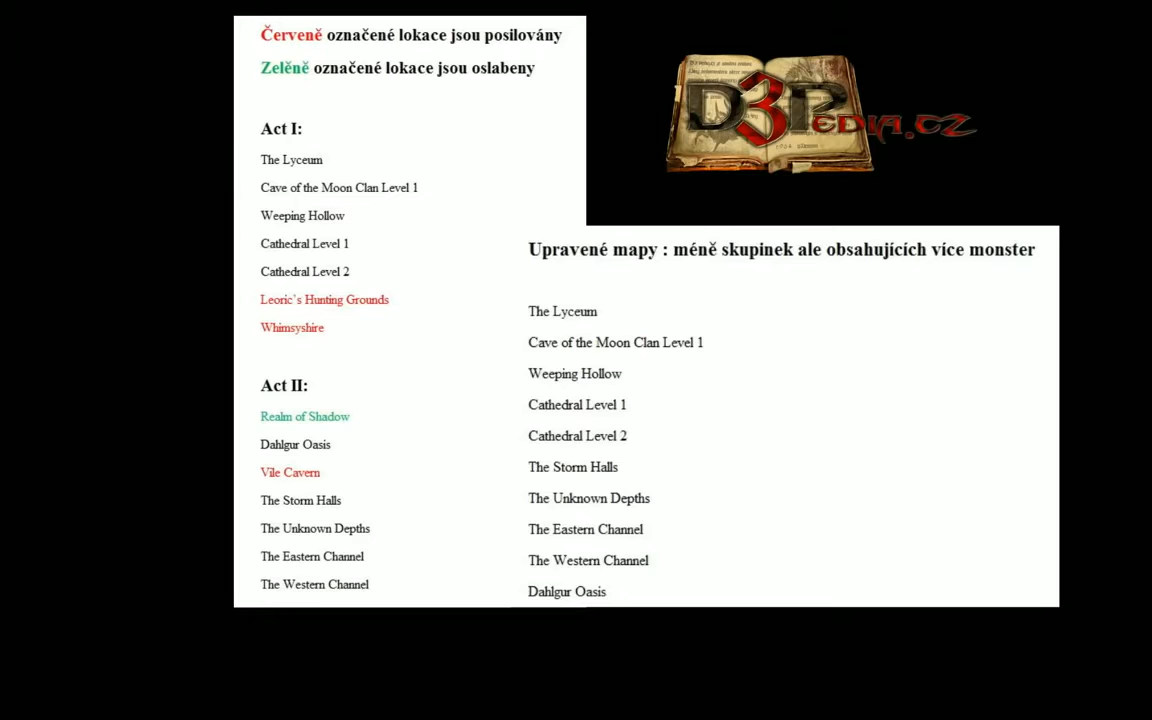 Červeně označené lokace jsou posilovány
Zelěně označené lokace jsou oslabeny
Act I:
The Lyceum
Cave of the Moon Clan Level 1
Weeping Hollow
Cathedral Level 1
Cathedral Level 2
Leoric's Hunting Grounds
Whimsyshire
Act II:
Realm of Shadow
Dahlgur Oasis
Vile Cavern
The Storm Halls
The Unknown Depths
The Eastern Channel
The Western Channel
D3Pedia.cz
Upravené mapy : méně skupinek ale obsahujících více monster
The Lyceum
Cave of the Moon Clan Level 1
Weeping Hollow
Cathedral Level 1
Cathedral Level 2
The Storm Halls
The Unknown Depths
The Eastern Channel
The Western Channel
Dahlgur Oasis